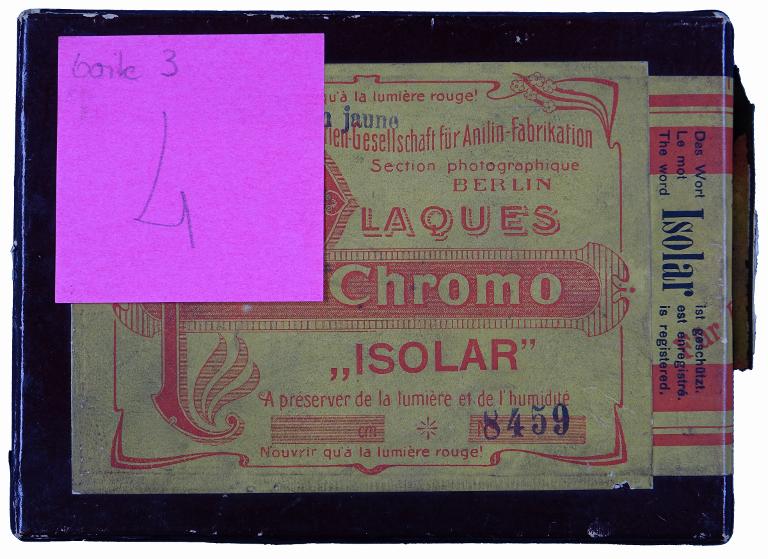 boite 3
4
qu'à la lumière rouge!
jaune
-Gesellschaft für Anilin-Fabrikation
Section photographique
BERLIN
LAQUES
Chromo
„ISOLAR”
A préserver de la lumière et de l'humidité
cm
8459
N'ouvrir qu'à la lumière rouge!
Das Wort
Le mot
The word
Isolar
ist geschützt.
est enregistré.
is registered.